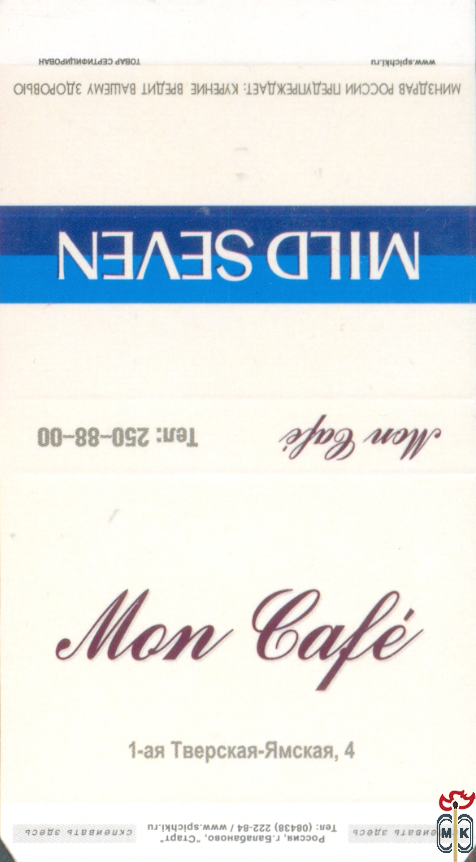 www.spichki.ru ТОВАР СЕРТИФИЦИРОВАН
МИНЗДРАВ РОССИИ ПРЕДУПРЕЖДАЕТ: КУРЕНИЕ ВРЕДИТ ВАШЕМУ ЗДОРОВЬЮ
MILD SEVEN
Mon Café Тел: 250-88-00
Mon Café
1-ая Тверская-Ямская, 4
Россия, г.Балабаново, "Старт"
склеивать здесь Тел: (08438) 222-84 / www.spichki.ru склеивать здесь
МК